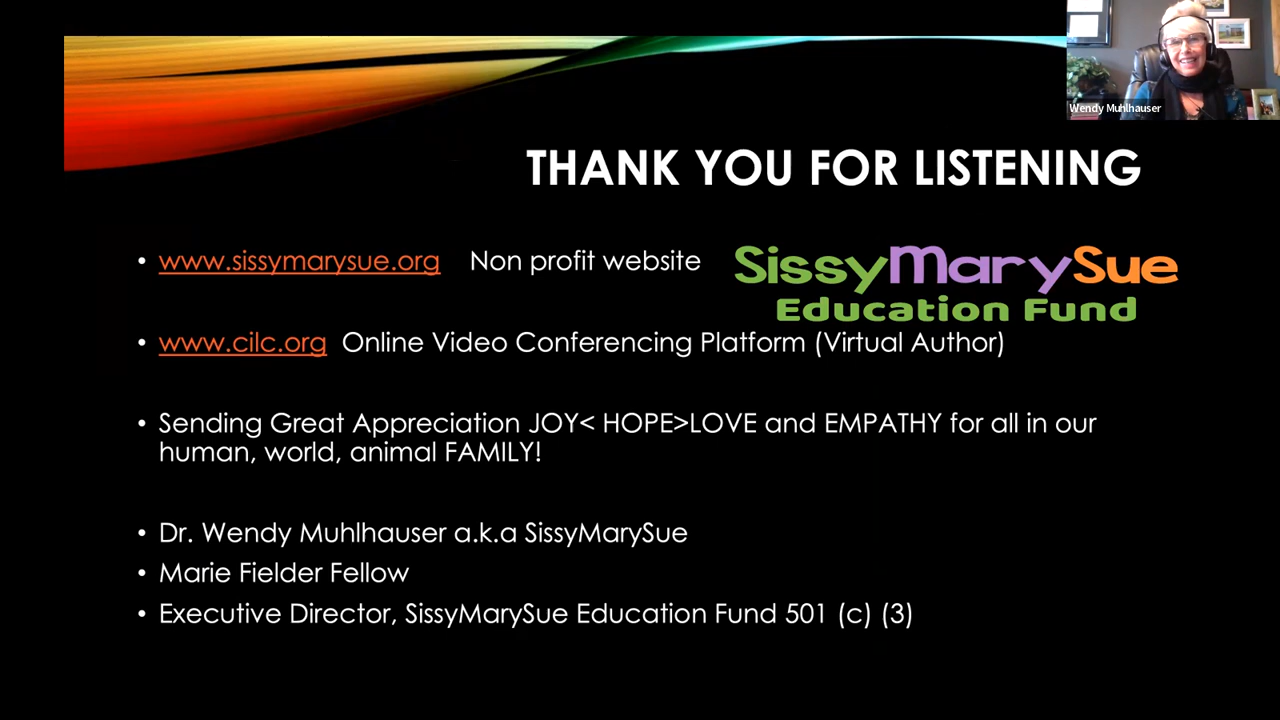 Wendy Muhlhauser
THANK YOU FOR LISTENING
• www.sissymarysue.org Non profit website
SissyMarySue
Education Fund
• www.cilc.org Online Video Conferencing Platform (Virtual Author)
• Sending Great Appreciation JOY< HOPE>LOVE and EMPATHY for all in our
human, world, animal FAMILY!
• Dr. Wendy Muhlhauser a.k.a SissyMarySue
• Marie Fielder Fellow
• Executive Director, SissyMarySue Education Fund 501 (c) (3)